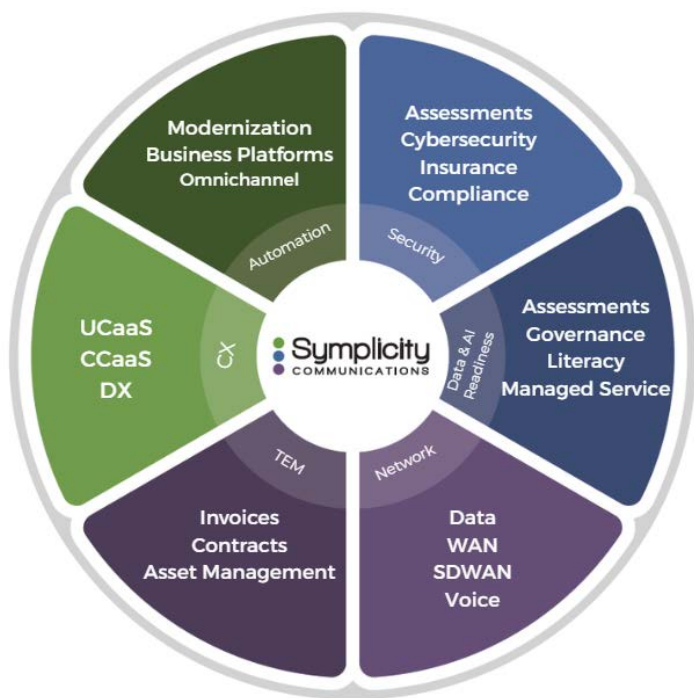 Modernization
Business Platforms
Omnichannel
Automation
Assessments
Cybersecurity
Insurance
Compliance
Security
Assessments
Governance
Literacy
Managed Service
Data & AI
Readiness
Data
WAN
SDWAN
Voice
Network
Invoices
Contracts
Asset Management
TEM
UCaaS
CCaaS
DX
CX
Symplicity
COMMUNICATIONS